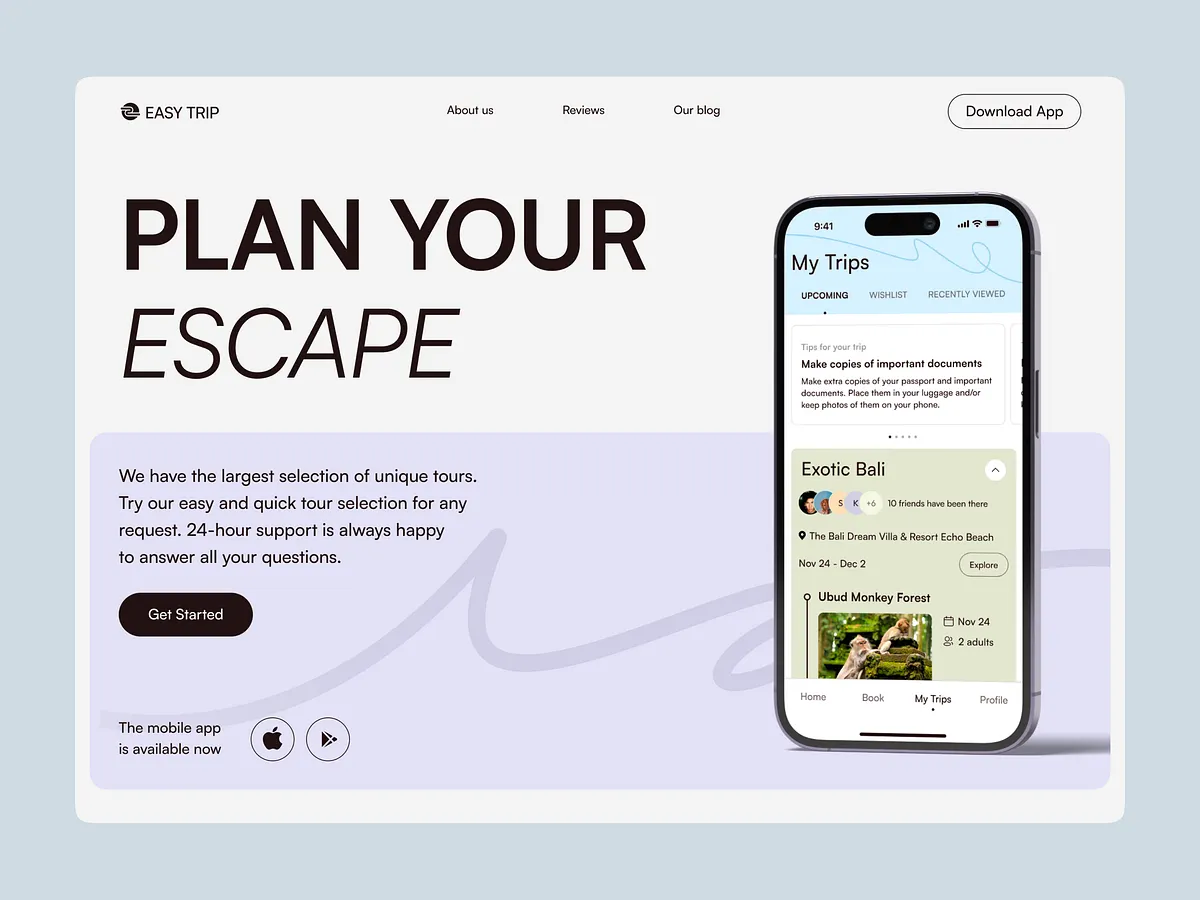 EASY TRIP
About us
Reviews
Our blog
Download App
PLAN YOUR
ESCAPE
We have the largest selection of unique tours.
Try our easy and quick tour selection for any
request. 24-hour support is always happy
to answer all your questions.
Get Started
The mobile app
is available now
9:41
My Trips
UPCOMING
WISHLIST
RECENTLY VIEWED
Tips for your trip
Make copies of important documents
Make extra copies of your passport and important
documents. Place them in your luggage and/or
keep photos of them on your phone.
Exotic Bali
S
K
+6
10 friends have been there
The Bali Dream Villa & Resort Echo Beach
Nov 24 - Dec 2
Explore
Ubud Monkey Forest
Nov 24
2 adults
Home
Book
My Trips
Profile